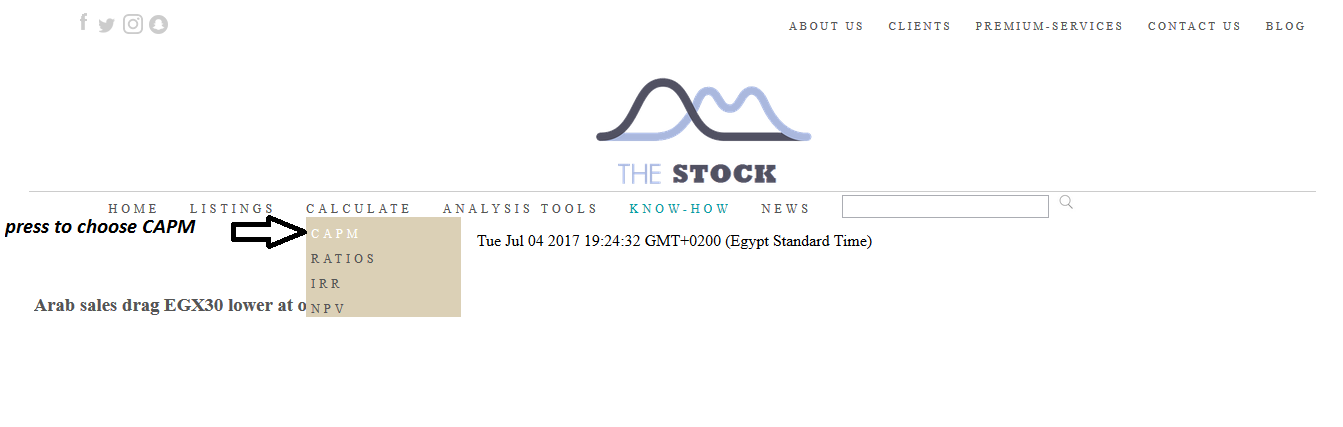 ABOUT US CLIENTS PREMIUM-SERVICES CONTACT US BLOG
THE STOCK
HOME LISTINGS CALCULATE ANALYSIS TOOLS KNOW-HOW NEWS
press to choose CAPM
CAPM
Tue Jul 04 2017 19:24:32 GMT+0200 (Egypt Standard Time)
RATIOS
IRR
Arab sales drag EGX30 lower at
NPV